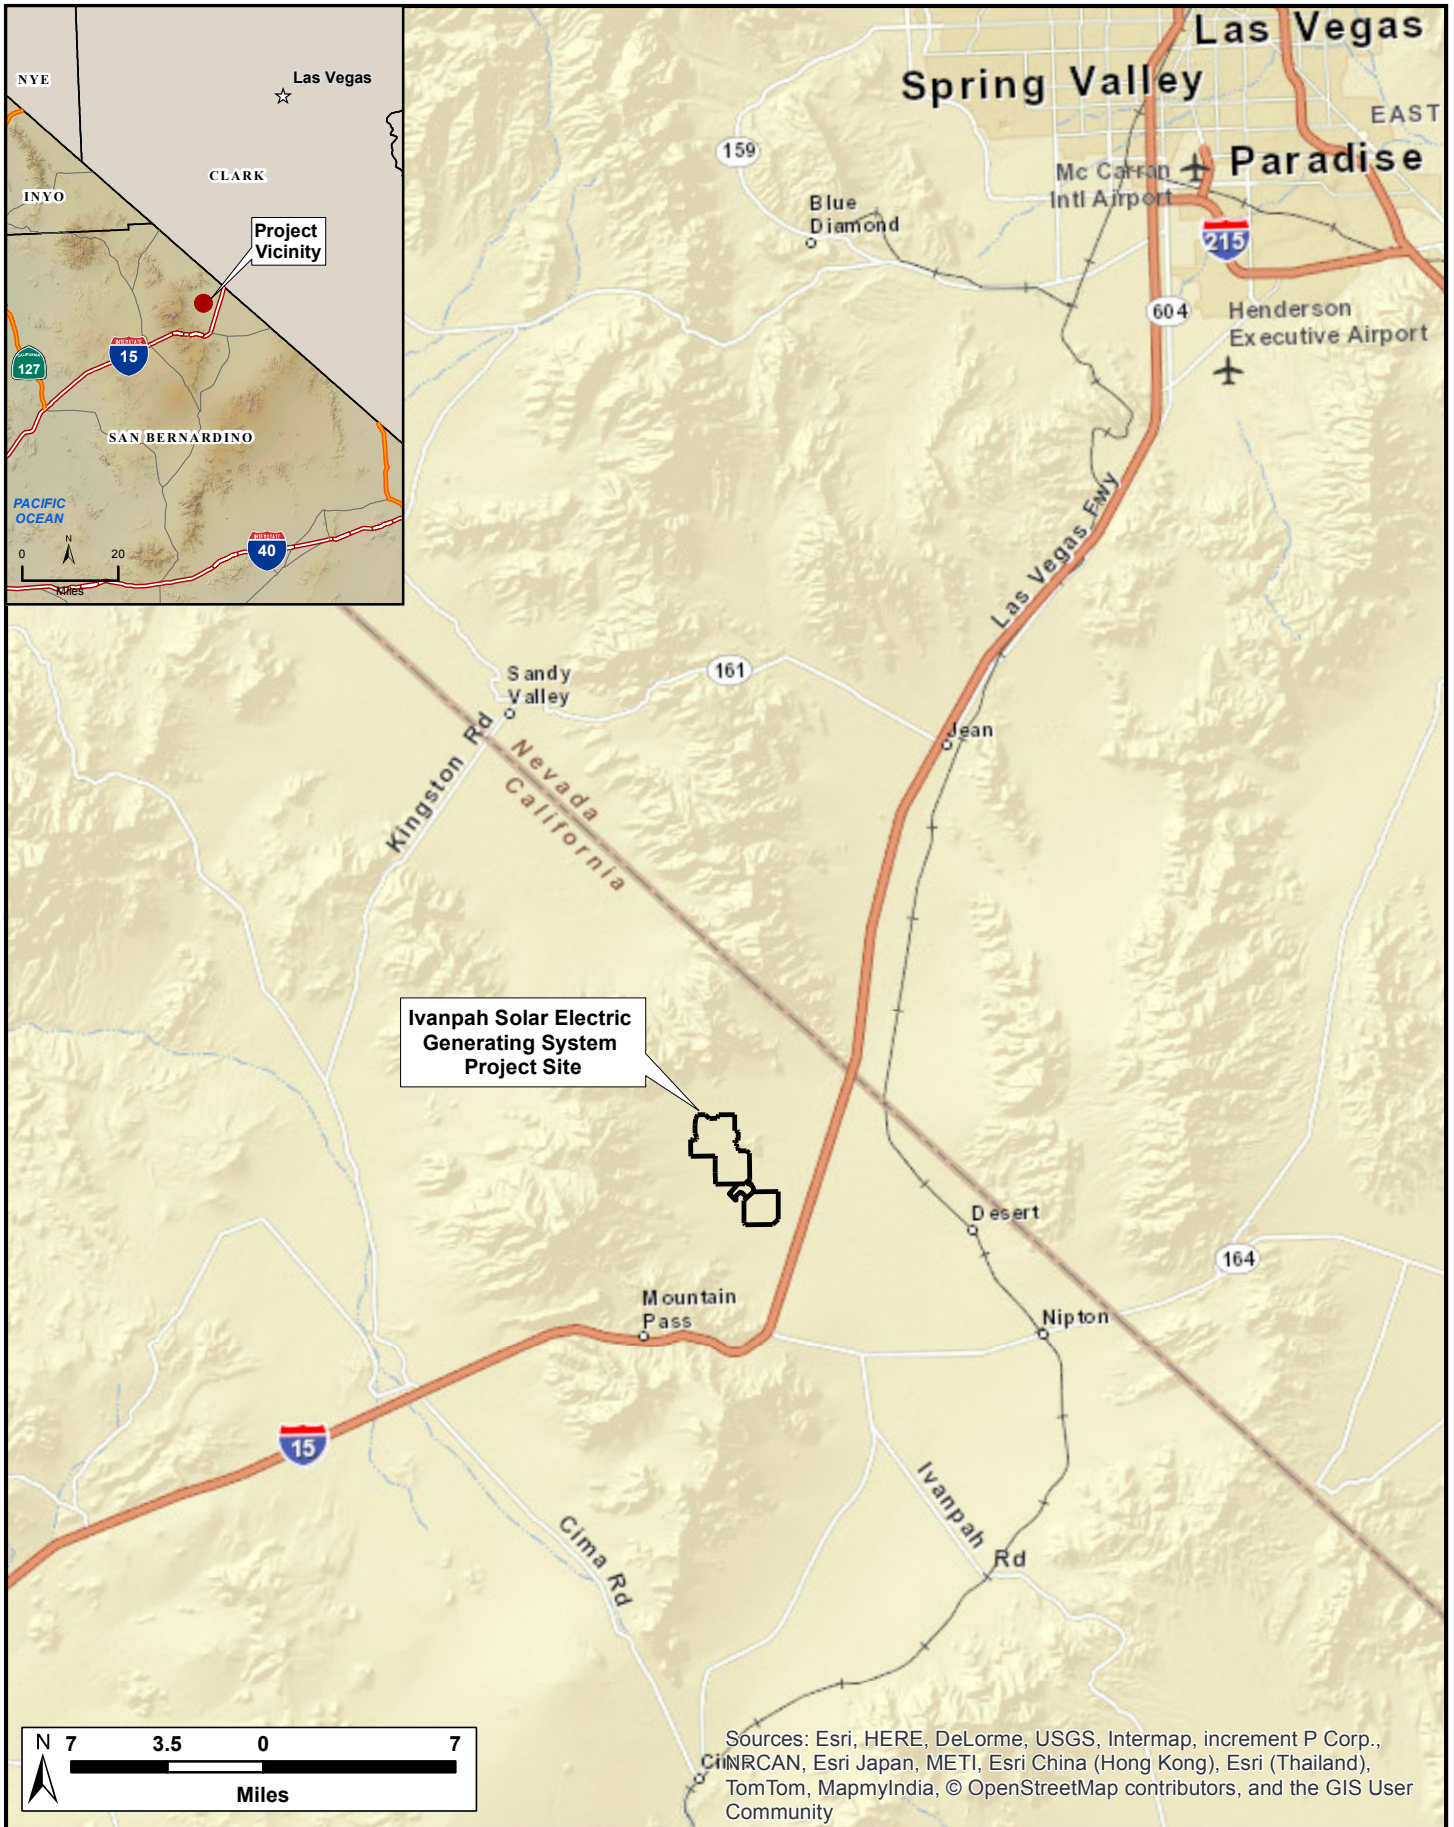 NYE
Las Vegas
CLARK
INYO
Project
Vicinity
INTERSTATE
15
CALIFORNIA
127
SAN BERNARDINO
PACIFIC
OCEAN
N
0 20
Miles
INTERSTATE
40
Las Vegas
Spring Valley
EAST
159
Paradise
Mc Carran
Intl Airport
Blue
Diamond
215
604
Henderson
Executive Airport
Las Vegas Fwy
Sandy
Valley
161
Jean
Kingston Rd
Nevada
California
Ivanpah Solar Electric
Generating System
Project Site
Desert
164
Mountain
Pass
Nipton
15
Ivanpah Rd
Cima Rd
N
7 3.5 0 7
Miles
Sources: Esri, HERE, DeLorme, USGS, Intermap, increment P Corp.,
NRCAN, Esri Japan, METI, Esri China (Hong Kong), Esri (Thailand),
TomTom, MapmyIndia, © OpenStreetMap contributors, and the GIS User
Community